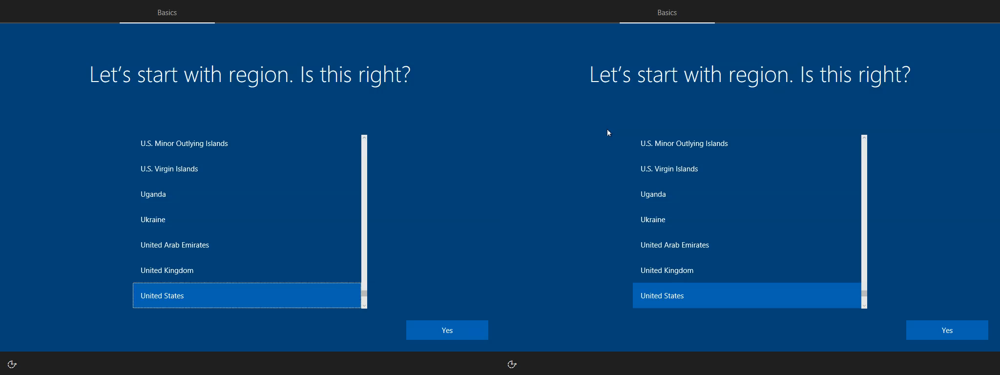 Basics
Let's start with region. Is this right?
U.S. Minor Outlying Islands
U.S. Virgin Islands
Uganda
Ukraine
United Arab Emirates
United Kingdom
United States
Yes
Basics
Let's start with region. Is this right?
U.S. Minor Outlying Islands
U.S. Virgin Islands
Uganda
Ukraine
United Arab Emirates
United Kingdom
United States
Yes